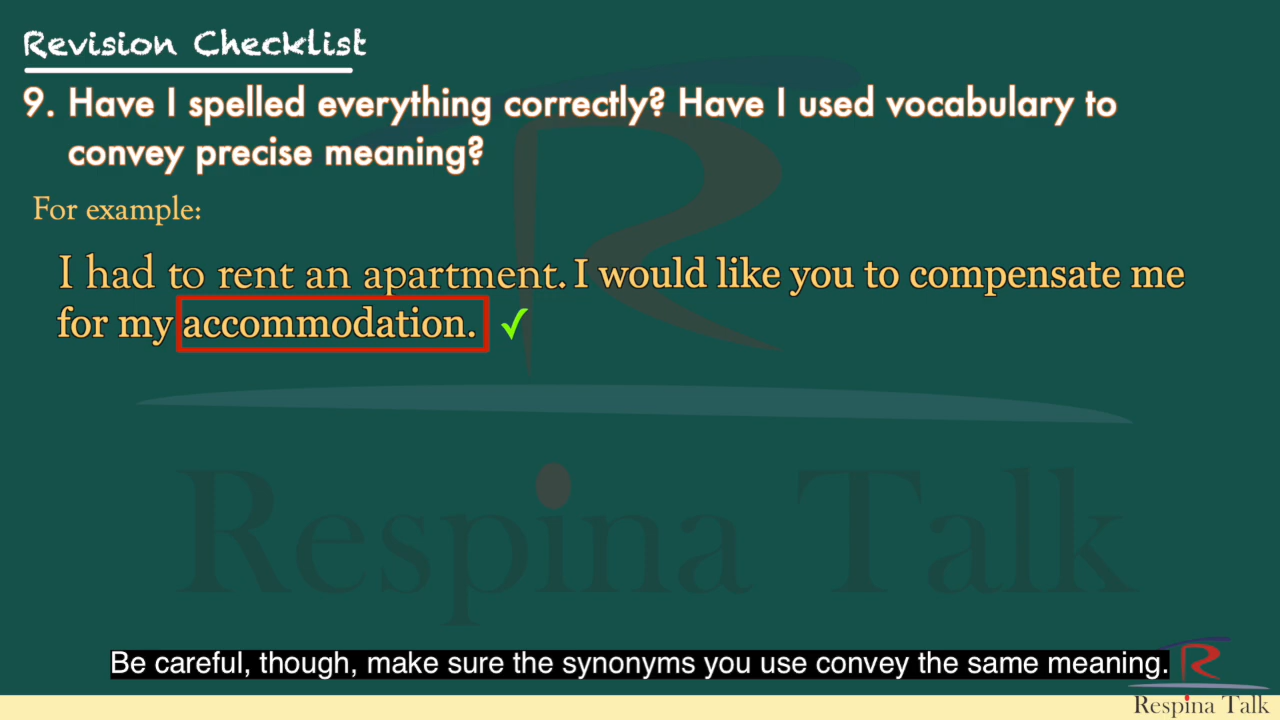 Revision Checklist
9. Have I spelled everything correctly? Have I used vocabulary to
convey precise meaning?
For example:
I had to rent an apartment. I would like you to compensate me
for my accommodation. ✓
R
Respina Talk
Be careful, though, make sure the synonyms you use convey the same meaning.
R
Respina Talk